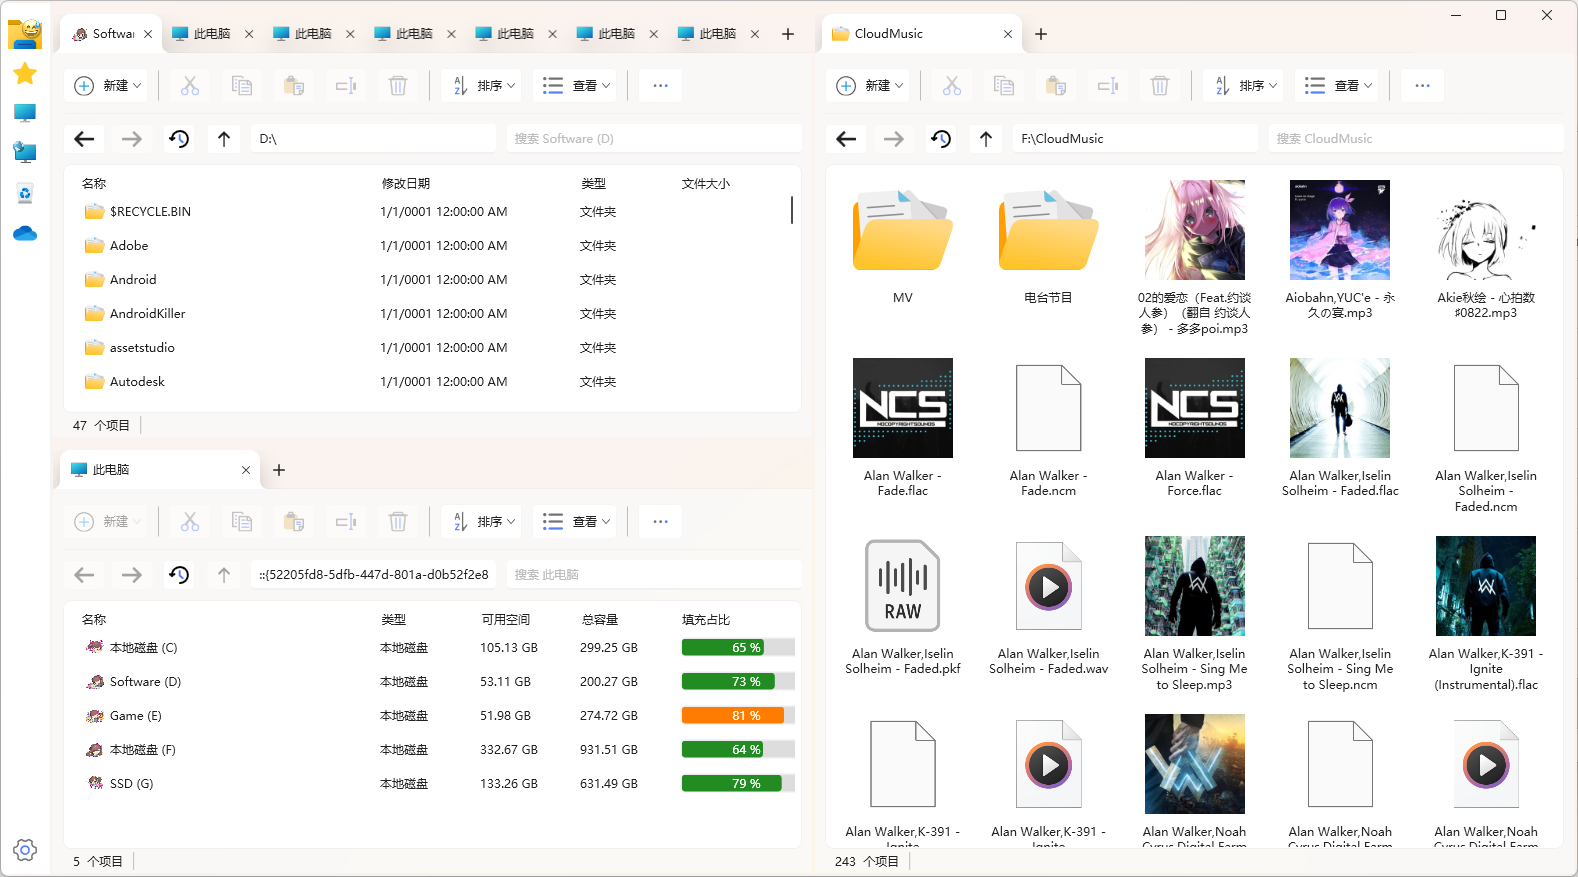 Softwar
此电脑
此电脑
此电脑
此电脑
此电脑
此电脑
新建
排序
查看
D:\
搜索 Software (D)
名称 修改日期 类型 文件大小
$RECYCLE.BIN 1/1/0001 12:00:00 AM 文件夹
Adobe 1/1/0001 12:00:00 AM 文件夹
Android 1/1/0001 12:00:00 AM 文件夹
AndroidKiller 1/1/0001 12:00:00 AM 文件夹
assetstudio 1/1/0001 12:00:00 AM 文件夹
Autodesk 1/1/0001 12:00:00 AM 文件夹
47 个项目
此电脑
新建
排序
查看
::{52205fd8-5dfb-447d-801a-d0b52f2e8
搜索 此电脑
名称 类型 可用空间 总容量 填充占比
本地磁盘 (C) 本地磁盘 105.13 GB 299.25 GB 65 %
Software (D) 本地磁盘 53.11 GB 200.27 GB 73 %
Game (E) 本地磁盘 51.98 GB 274.72 GB 81 %
本地磁盘 (F) 本地磁盘 332.67 GB 931.51 GB 64 %
SSD (G) 本地磁盘 133.26 GB 631.49 GB 79 %
5 个项目
CloudMusic
新建
排序
查看
F:\CloudMusic
搜索 CloudMusic
MV
电台节目
02的爱恋（Feat.约谈
人参）（翻自 约谈人
参） - 多多poi.mp3
Aiobahn,YUC'e - 永
久の宴.mp3
Akie秋绘 - 心拍数
♯0822.mp3
NCS
NOCOPYRIGHTSOUNDS
Alan Walker -
Fade.flac
Alan Walker -
Fade.ncm
NCS
NOCOPYRIGHTSOUNDS
Alan Walker -
Force.flac
Alan Walker,Iselin
Solheim - Faded.flac
Alan Walker,Iselin
Solheim -
Faded.ncm
RAW
Alan Walker,Iselin
Solheim - Faded.pkf
Alan Walker,Iselin
Solheim - Faded.wav
Alan Walker,Iselin
Solheim - Sing Me
to Sleep.mp3
Alan Walker,Iselin
Solheim - Sing Me
to Sleep.ncm
Alan Walker,K-391 -
Ignite
(Instrumental).flac
Alan Walker,K-391 -
Ignite
Alan Walker,K-391 -
Ignite
Alan Walker,Noah
Cyrus,Digital Farm
Alan Walker,Noah
Cyrus,Digital Farm
Alan Walker,Noah
Cyrus,Digital Farm
243 个项目